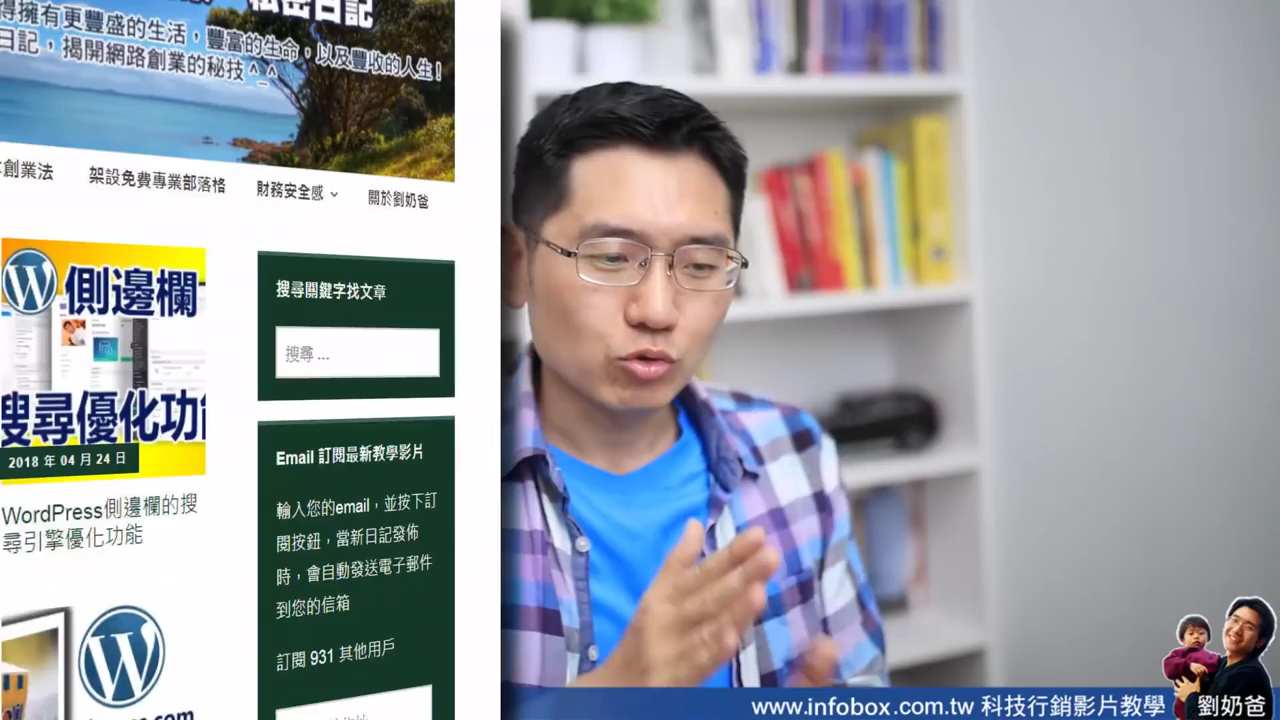 私密日記
得擁有更豐盛的生活，豐富的生命，以及豐收的人生!
日記，揭開網路創業的秘技^_^
創業法
架設免費專業部落格
財務安全感
關於劉奶爸
側邊欄
搜尋優化功能
2018 年 04 月 24 日
WordPress側邊欄的搜
尋引擎優化功能
搜尋關鍵字找文章
搜尋 ...
Email 訂閱最新教學影片
輸入您的email，並按下訂
閱按鈕，當新日記發佈
時，會自動發送電子郵件
到您的信箱
訂閱 931 其他用戶
www.infobox.com.tw 科技行銷影片教學
劉奶爸